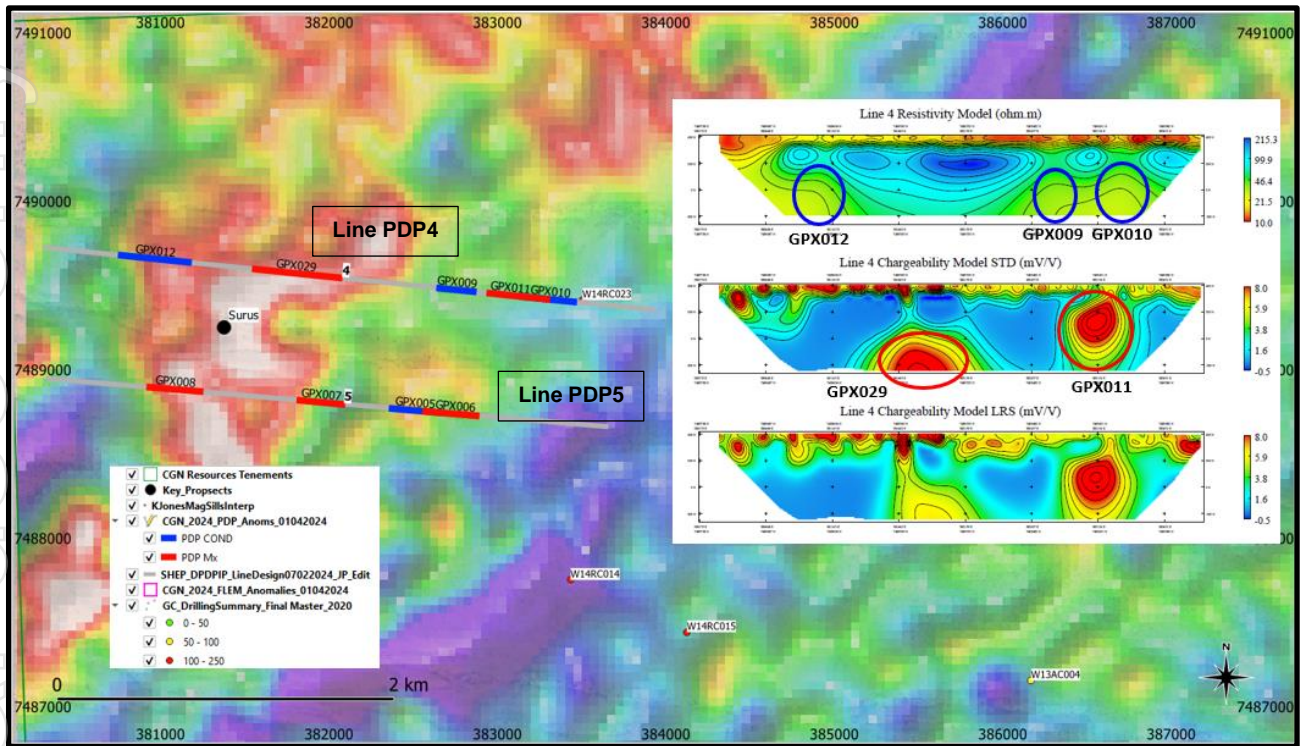 381000 382000 383000 384000 385000 386000 387000
7491000 7491000
Line 4 Resistivity Model (ohm.m)
215.3
99.9
46.4
21.5
10.0
GPX012 GPX009 GPX010
7490000 7490000
Line PDP4
GPX012
GPX029 4
GPX009
GPX011 GPX010
W14RC023
Surus
Line 4 Chargeability Model STD (mV/V)
8.0
5.9
3.8
1.6
-0.5
GPX029
GPX011
7489000 7489000
GPX008
GPX007 5
GPX005 GPX006
Line PDP5
Line 4 Chargeability Model LRS (mV/V)
8.0
5.9
3.8
1.6
-0.5
CGN Resources Tenements
Key_Propsects
KJonesMagSillsInterp
CGN_2024_PDP_Anoms_01042024
PDP COND
PDP Mx
SHEP_DPDPIP_LineDesign07022024_JP_Edit
CGN_2024_FLEM_Anomalies_01042024
GC_DrillingSummary_Final Master_2020
0 - 50
50 - 100
100 - 250
7488000 7488000
W14RC014
W14RC015
W13AC004
N
0 2 km
7487000 7487000
381000 382000 383000 384000 385000 386000 387000